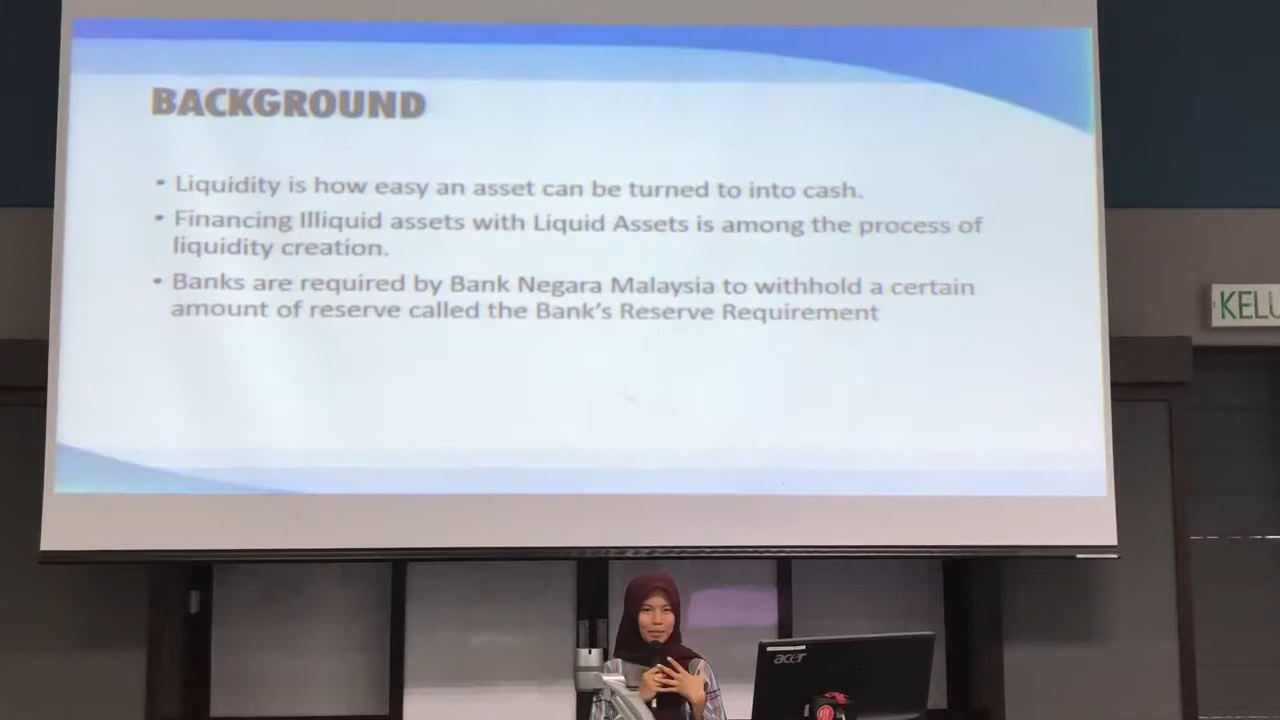 BACKGROUND
• Liquidity is how easy an asset can be turned to into cash.
• Financing Illiquid assets with Liquid Assets is among the process of
liquidity creation.
• Banks are required by Bank Negara Malaysia to withhold a certain
amount of reserve called the Bank's Reserve Requirement
KELU
acer